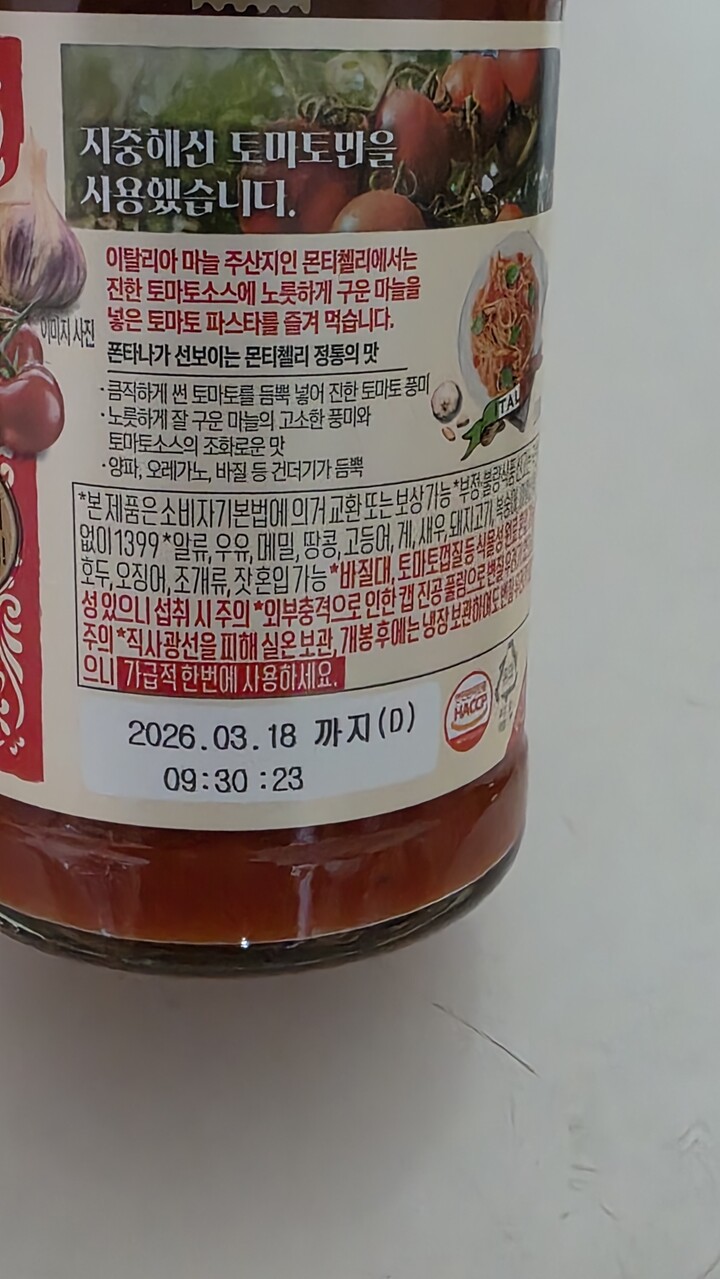 지중해산 토마토만을
사용했습니다.
이탈리아 마늘 주산지인 몬티첼리에서는
진한 토마토소스에 노릇하게 구운 마늘을
넣은 토마토 파스타를 즐겨 먹습니다.
이미지 사진
폰타나가 선보이는 몬티첼리 정통의 맛
·큼직하게 썬 토마토를 듬뿍 넣어 진한 토마토 풍미
·노릇하게 잘 구운 마늘의 고소한 풍미와
토마토소스의 조화로운 맛
·양파, 오레가노, 바질 등 건더기가 듬뿍
ITAL
*본 제품은 소비자기본법에 의거 교환 또는 보상 가능 *부정·불량식품신고는
없이 1399 *알류, 우유, 메밀, 땅콩, 고등어, 게, 새우, 돼지고기, 복숭아,
호두, 오징어, 조개류, 잣 혼입 가능 *바질대, 토마토껍질 등 식물성 원료
성 있으니 섭취 시 주의 *외부충격으로 인한 캡 진공 풀림으로 변질
주의 *직사광선을 피해 실온 보관, 개봉 후에는 냉장 보관하여도 변질
으니 가급적 한번에 사용하세요.
HACCP
2026.03.18 까지(D)
09:30 :23